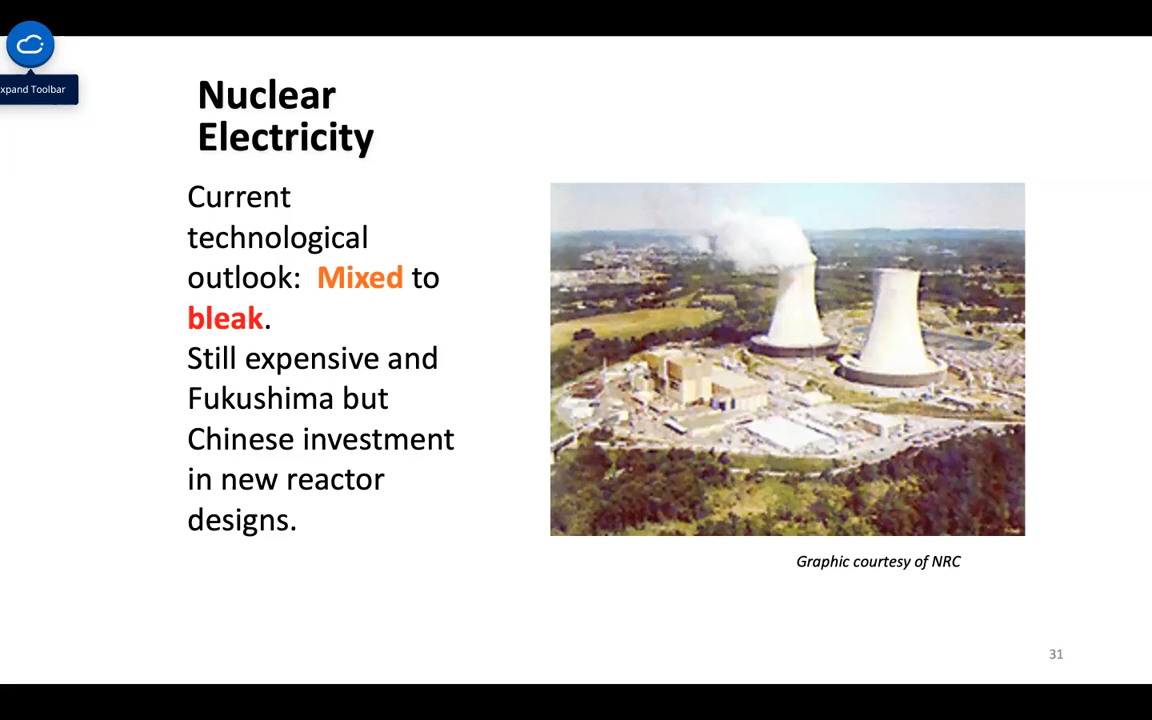 xpand Toolbar
Nuclear
Electricity
Current
technological
outlook: Mixed to
bleak.
Still expensive and
Fukushima but
Chinese investment
in new reactor
designs.
Graphic courtesy of NRC
31